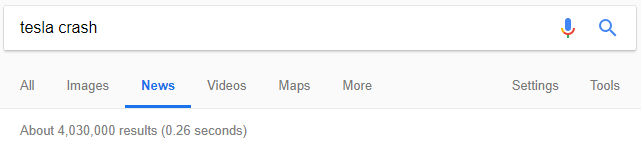 tesla crash
All Images News Videos Maps More Settings Tools
About 4,030,000 results (0.26 seconds)